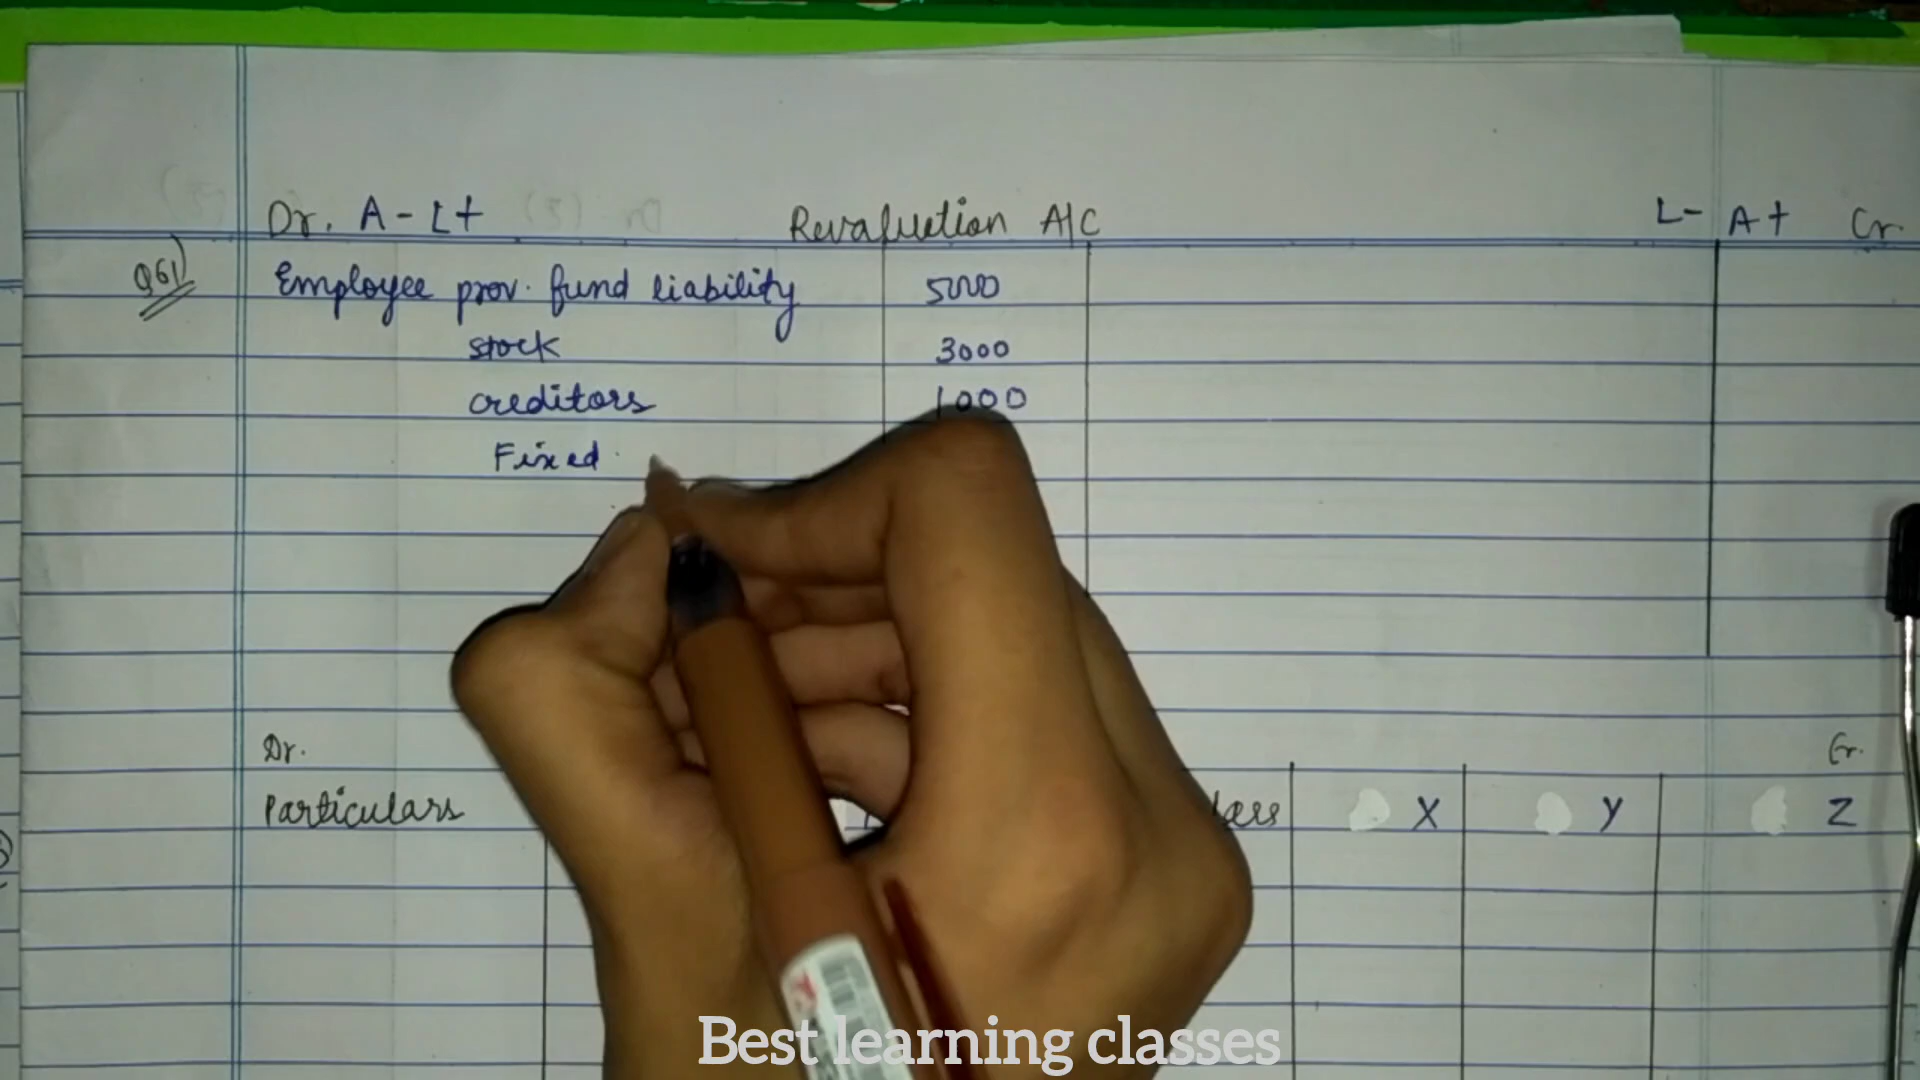 Dr. A - L+ Revaluation A/C L- A+ Cr.
Q61) Employee prov. fund liability 5000
stock 3000
creditors 1000
Fixed
Dr. Cr.
Particulars X Y Z
Best learning classes